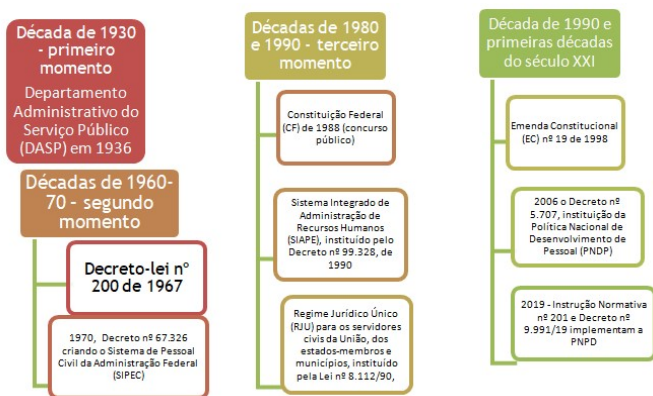 Década de 1930
- primeiro
momento
Departamento
Administrativo do
Serviço Público
(DASP) em 1936
Décadas de 1960-
70 - segundo
momento
Decreto-lei nº
200 de 1967
1970, Decreto nº 67.326
criando o Sistema de Pessoal
Civil da Administração Federal
(SIPEC)
Décadas de 1980
e 1990 - terceiro
momento
Constituição Federal
(CF) de 1988 (concurso
público)
Sistema Integrado de
Administração de
Recursos Humanos
(SIAPE), instituído pelo
Decreto nº 99.328, de
1990
Regime Jurídico Único
(RJU) para os servidores
civis da União, dos
estados-membros e
municípios, instituído
pela Lei nº 8.112/90,
Década de 1990 e
primeiras décadas
do século XXI
Emenda Constitucional
(EC) nº 19 de 1998
2006 o Decreto nº
5.707, instituição da
Política Nacional de
Desenvolvimento de
Pessoal (PNDP)
2019 - Instrução Normativa
nº 201 e Decreto nº
9.991/19 implementam a
PNPD